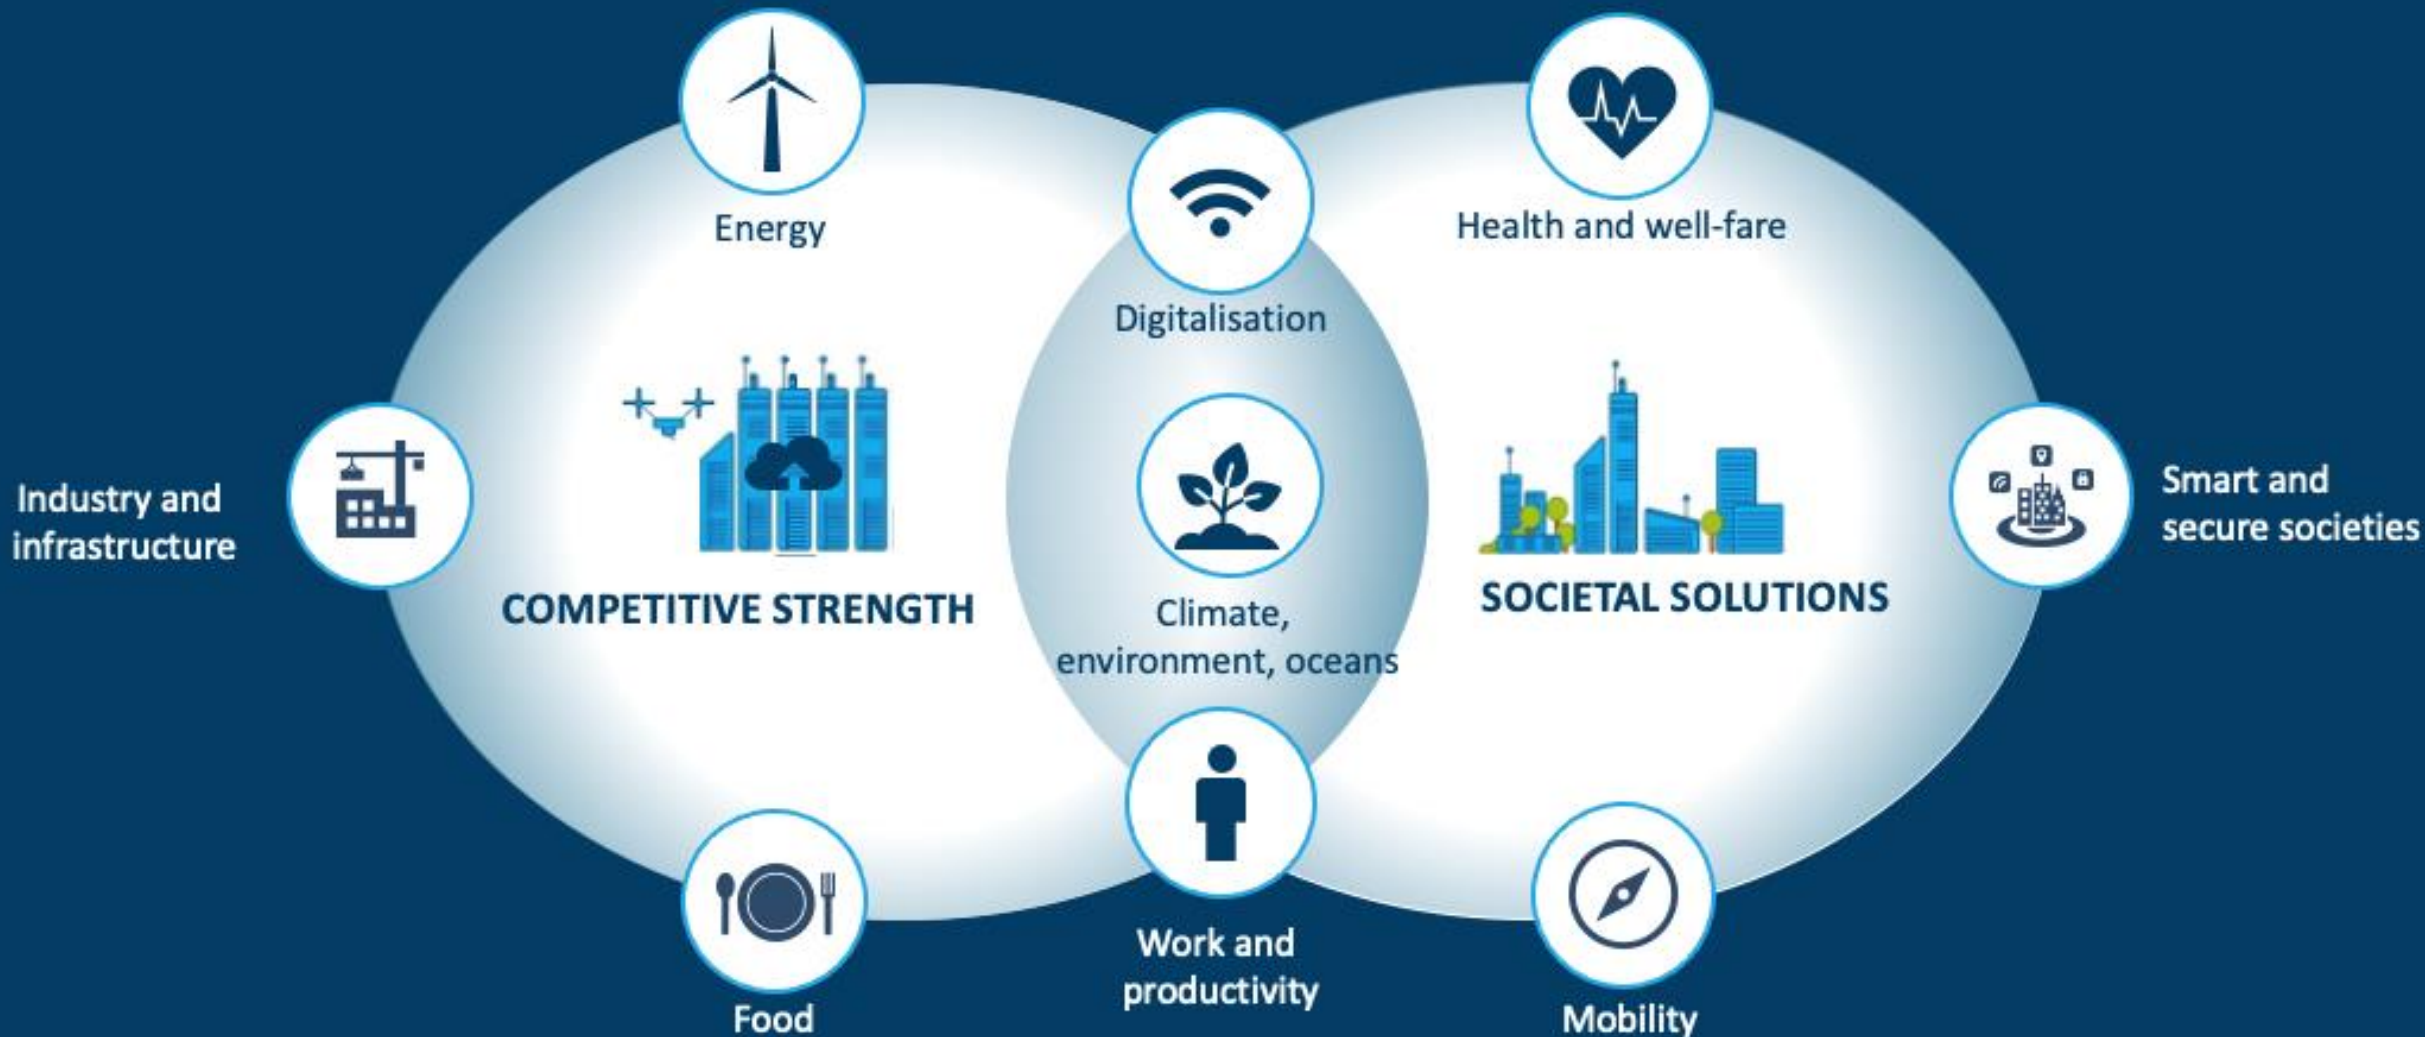 Energy
Health and well-fare
Digitalisation
Industry and
infrastructure
Smart and
secure societies
COMPETITIVE STRENGTH
SOCIETAL SOLUTIONS
Climate,
environment, oceans
Work and
productivity
Food
Mobility